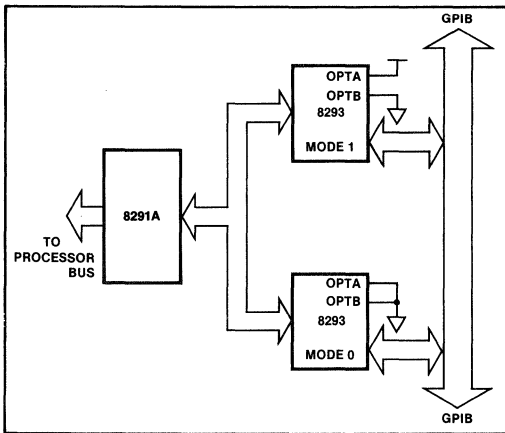 GPIB
OPTA
OPTB
8293
MODE 1
8291A
TO
PROCESSOR
BUS
OPTA
OPTB
8293
MODE 0
GPIB